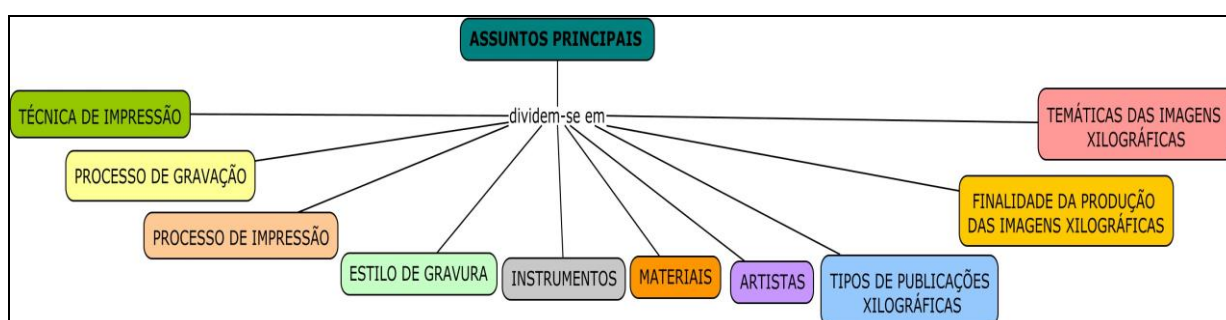 ASSUNTOS PRINCIPAIS
dividem-se em
TÉCNICA DE IMPRESSÃO
PROCESSO DE GRAVAÇÃO
PROCESSO DE IMPRESSÃO
ESTILO DE GRAVURA
INSTRUMENTOS
MATERIAIS
ARTISTAS
TIPOS DE PUBLICAÇÕES
XILOGRÁFICAS
FINALIDADE DA PRODUÇÃO
DAS IMAGENS XILOGRÁFICAS
TEMÁTICAS DAS IMAGENS
XILOGRÁFICAS